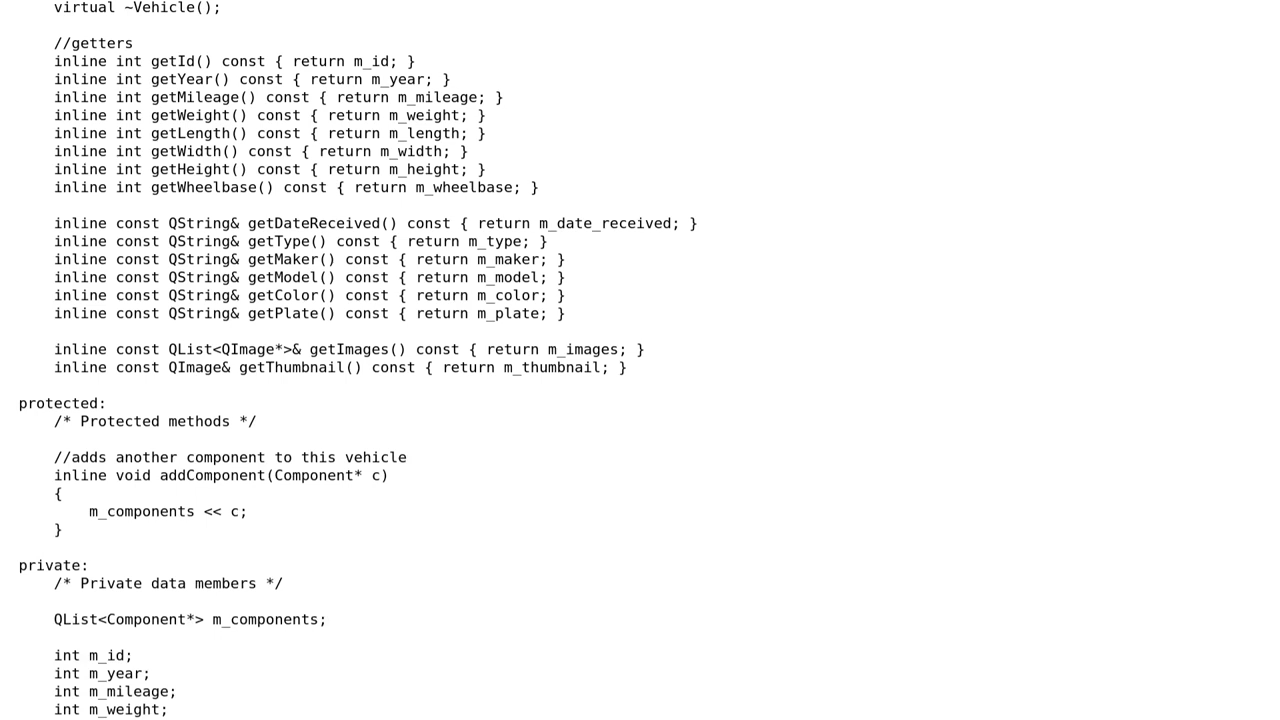 virtual ~Vehicle();
//getters
inline int getId() const { return m_id; }
inline int getYear() const { return m_year; }
inline int getMileage() const { return m_mileage; }
inline int getWeight() const { return m_weight; }
inline int getLength() const { return m_length; }
inline int getWidth() const { return m_width; }
inline int getHeight() const { return m_height; }
inline int getWheelbase() const { return m_wheelbase; }
inline const QString& getDateReceived() const { return m_date_received; }
inline const QString& getType() const { return m_type; }
inline const QString& getMaker() const { return m_maker; }
inline const QString& getModel() const { return m_model; }
inline const QString& getColor() const { return m_color; }
inline const QString& getPlate() const { return m_plate; }
inline const QList<QImage*>& getImages() const { return m_images; }
inline const QImage& getThumbnail() const { return m_thumbnail; }
protected:
/* Protected methods */
//adds another component to this vehicle
inline void addComponent(Component* c)
{
m_components << c;
}
private:
/* Private data members */
QList<Component*> m_components;
int m_id;
int m_year;
int m_mileage;
int m_weight;